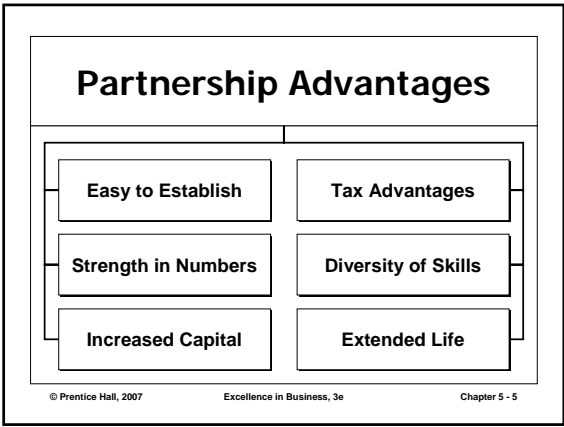 Partnership Advantages
Easy to Establish
Tax Advantages
Strength in Numbers
Diversity of Skills
Increased Capital
Extended Life
© Prentice Hall, 2007 Excellence in Business, 3e Chapter 5 - 5